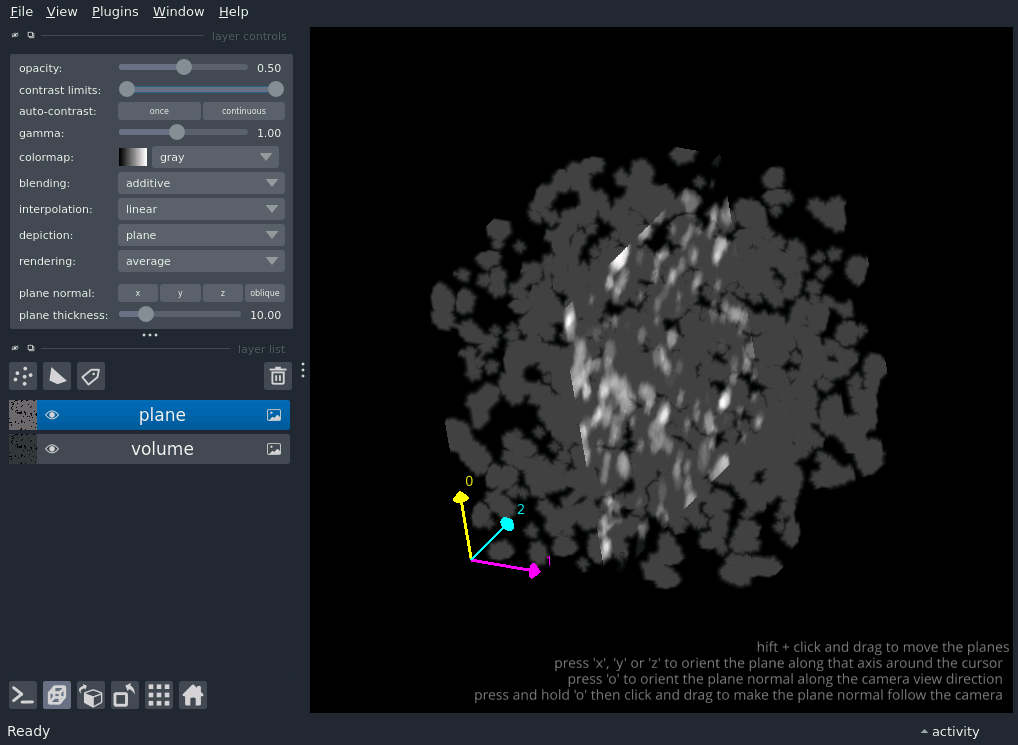 File View Plugins Window Help
layer controls
opacity: 0.50
contrast limits:
auto-contrast: once continuous
gamma: 1.00
colormap: gray
blending: additive
interpolation: linear
depiction: plane
rendering: average
plane normal: x y z oblique
plane thickness: 10.00
layer list
plane
volume
0
2
1
hift + click and drag to move the planes
press 'x', 'y' or 'z' to orient the plane along that axis around the cursor
press 'o' to orient the plane normal along the camera view direction
press and hold 'o' then click and drag to make the plane normal follow the camera
Ready
activity